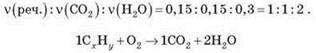 ν(реч.):ν(CO₂):ν(H₂O)=0,15:0,15:0,3=1:1:2.
1CₓHᵧ+O₂→1CO₂+2H₂O